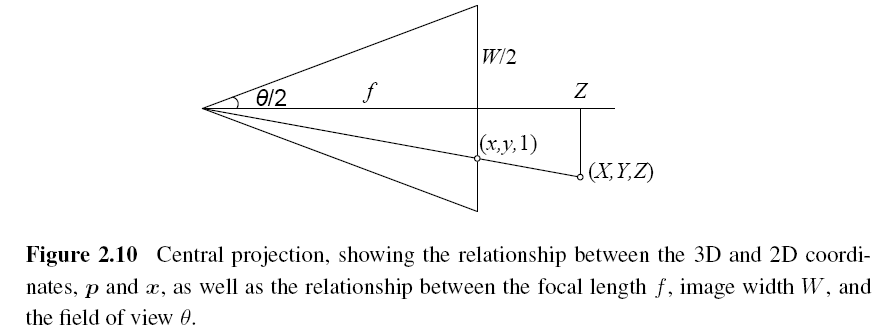 W/2
θ/2
f
Z
(x,y,1)
(X,Y,Z)
Figure 2.10 Central projection, showing the relationship between the 3D and 2D coordi-
nates, p and x, as well as the relationship between the focal length f, image width W, and
the field of view θ.